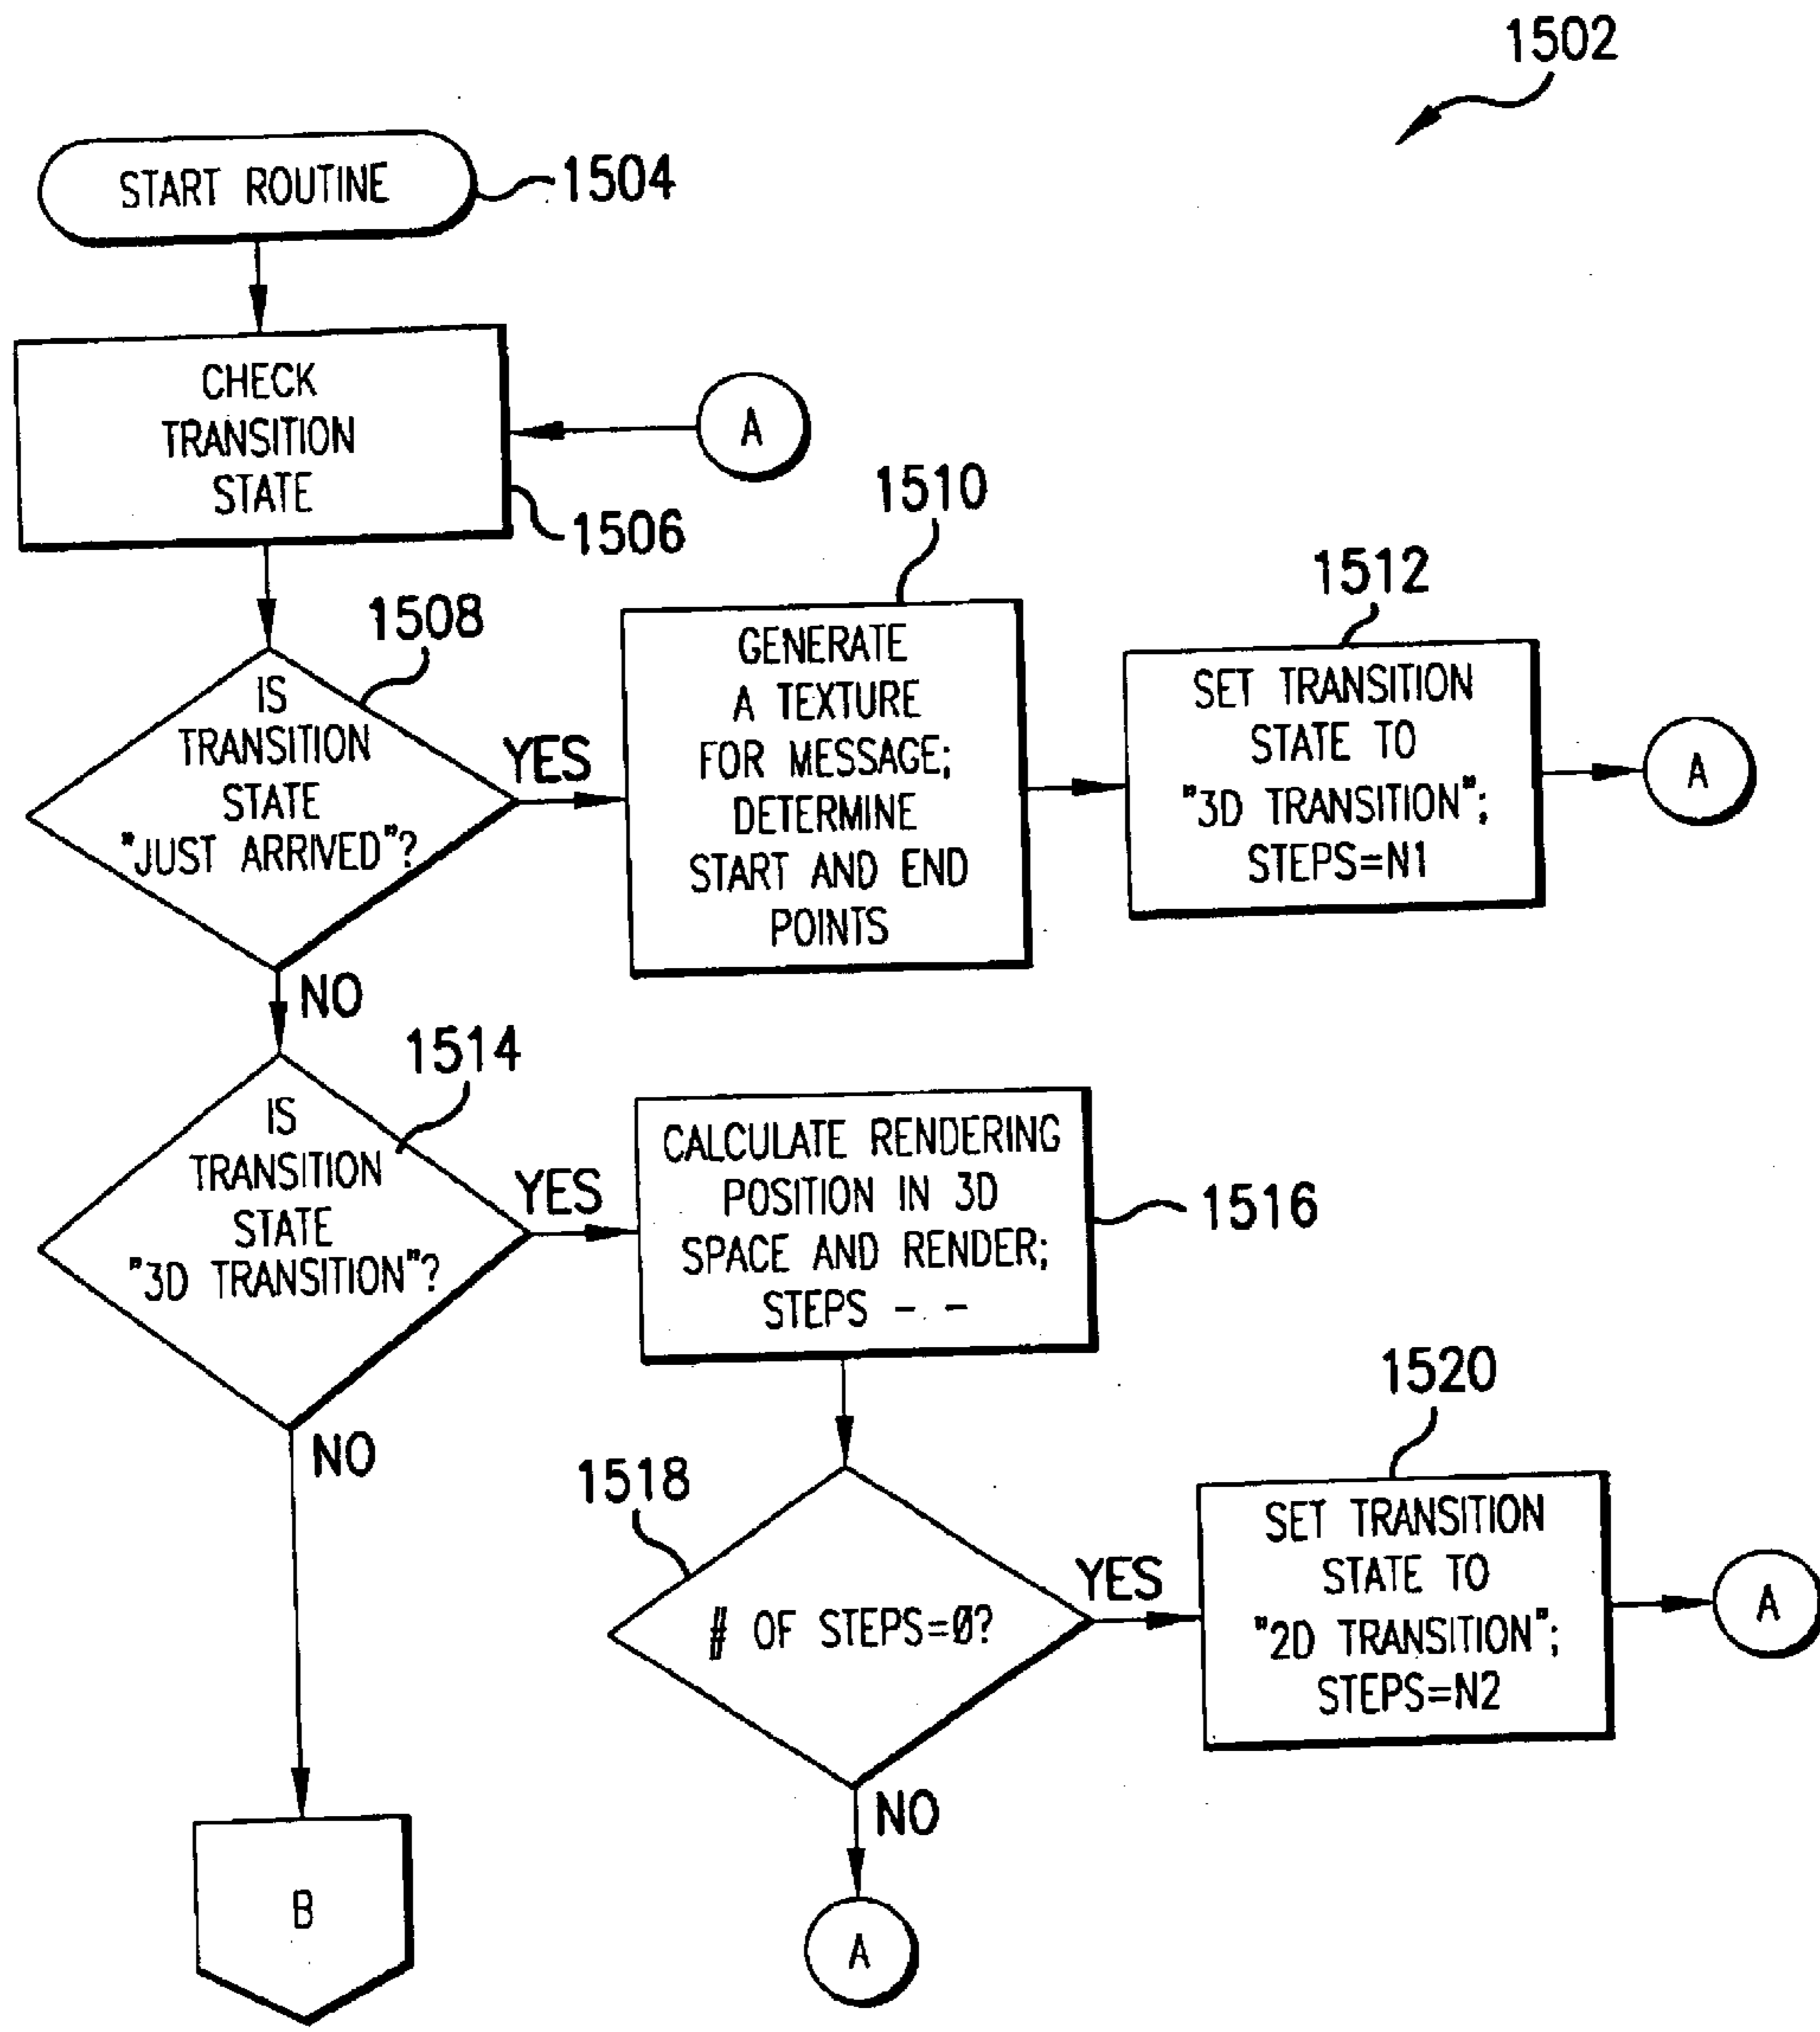 1502
START ROUTINE
1504
CHECK
TRANSITION
STATE
A
1506
1508
IS
TRANSITION
STATE
"JUST ARRIVED"?
YES
NO
1510
GENERATE
A TEXTURE
FOR MESSAGE;
DETERMINE
START AND END
POINTS
1512
SET TRANSITION
STATE TO
"3D TRANSITION";
STEPS=N1
A
1514
IS
TRANSITION
STATE
"3D TRANSITION"?
YES
NO
CALCULATE RENDERING
POSITION IN 3D
SPACE AND RENDER;
STEPS - -
1516
1518
# OF STEPS=Ø?
YES
NO
1520
SET TRANSITION
STATE TO
"2D TRANSITION";
STEPS=N2
A
B
A